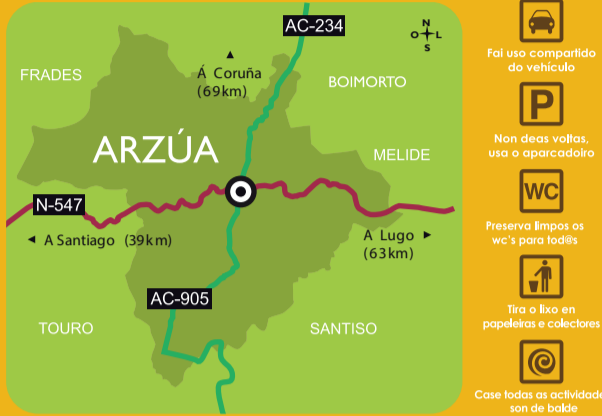 AC-234
N
O L
S
FRADES
Á Coruña
(69km)
BOIMORTO
ARZÚA
MELIDE
N-547
◄ A Santiago (39km)
A Lugo ►
(63km)
AC-905
TOURO
SANTISO
Fai uso compartido
do vehículo
P
Non deas voltas,
usa o aparcadoiro
WC
Preserva limpos os
wc's para tod@s
Tira o lixo en
papeleiras e colectores
Case todas as actividade
son de balde